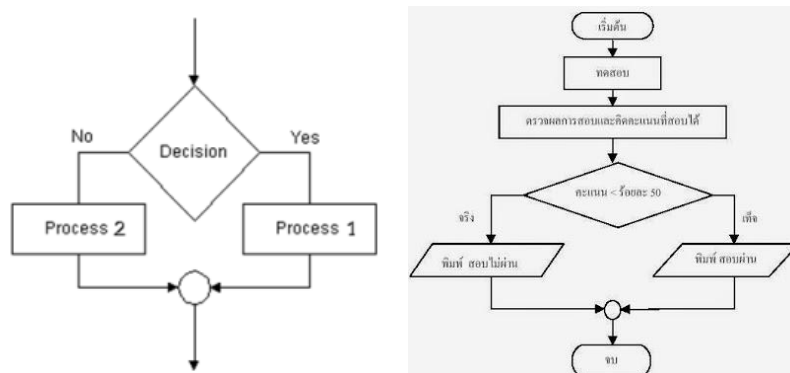 No
Yes
Decision
Process 2
Process 1
เริ่มต้น
ทดสอบ
ตรวจผลการสอบและคิดคะแนนที่สอบได้
คะแนน < ร้อยละ 50
จริง
เท็จ
พิมพ์ สอบไม่ผ่าน
พิมพ์ สอบผ่าน
จบ